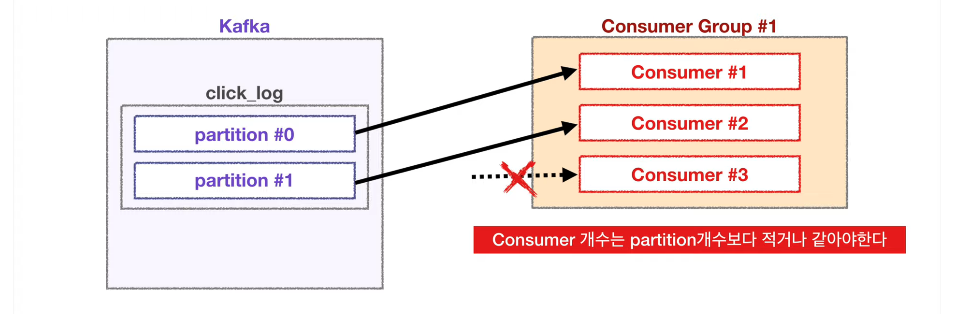 Kafka
click_log
partition #0
partition #1
Consumer Group #1
Consumer #1
Consumer #2
Consumer #3
Consumer 개수는 partition개수보다 적거나 같아야한다